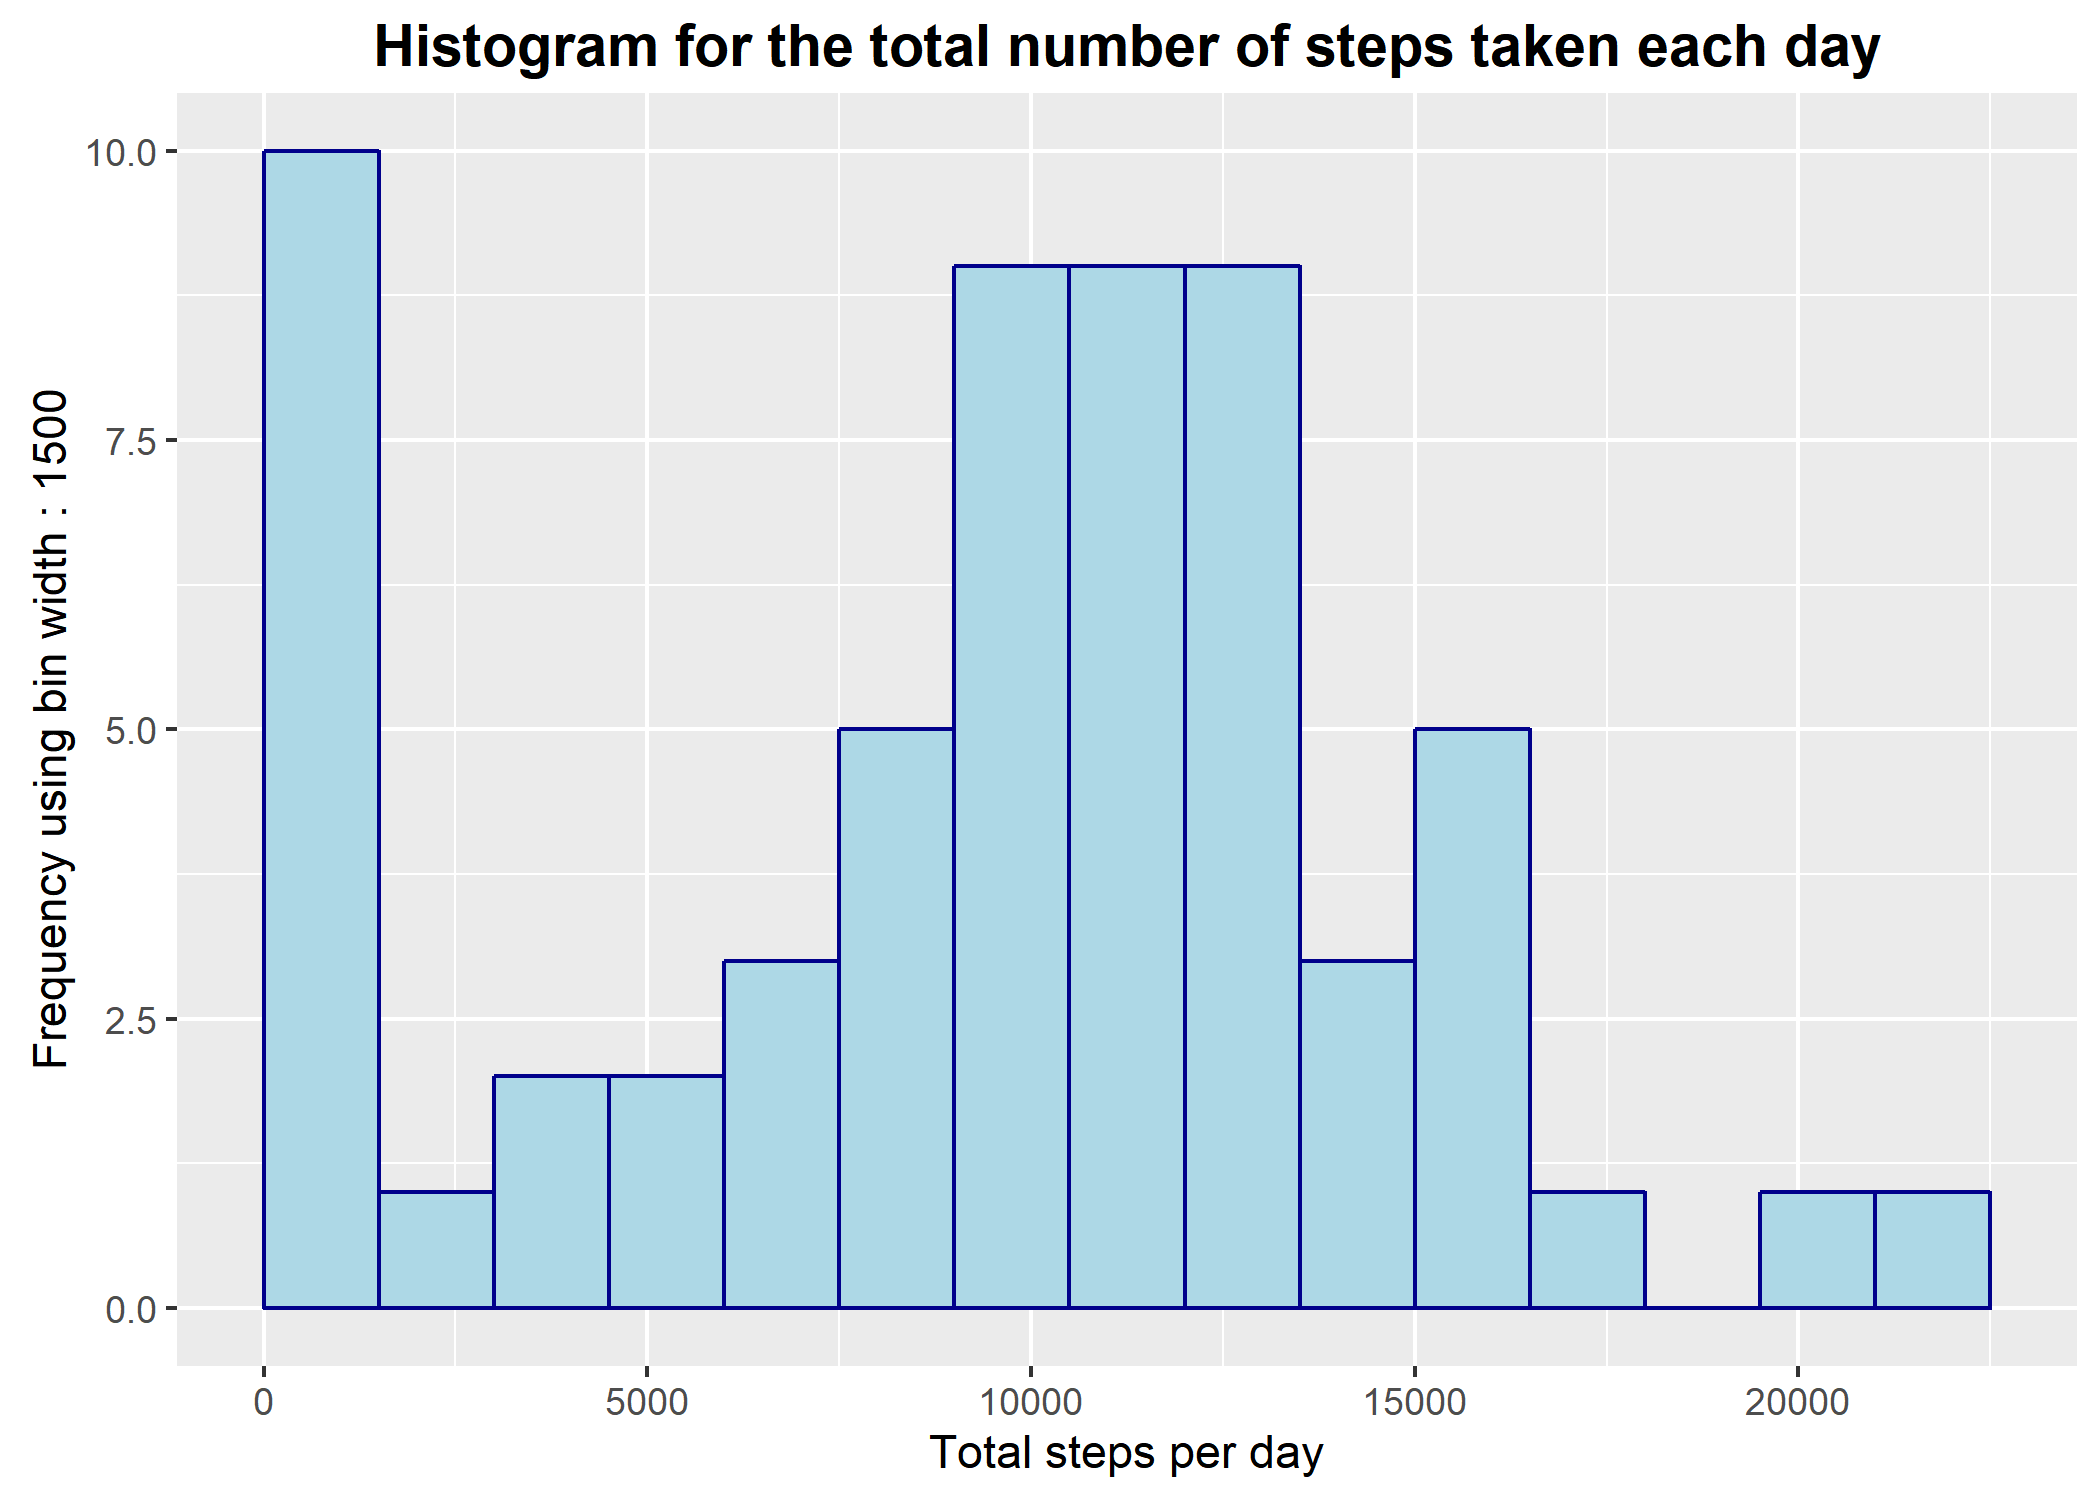 Histogram for the total number of steps taken each day
Frequency using bin width : 1500
10.0
7.5
5.0
2.5
0.0
0 5000 10000 15000 20000
Total steps per day